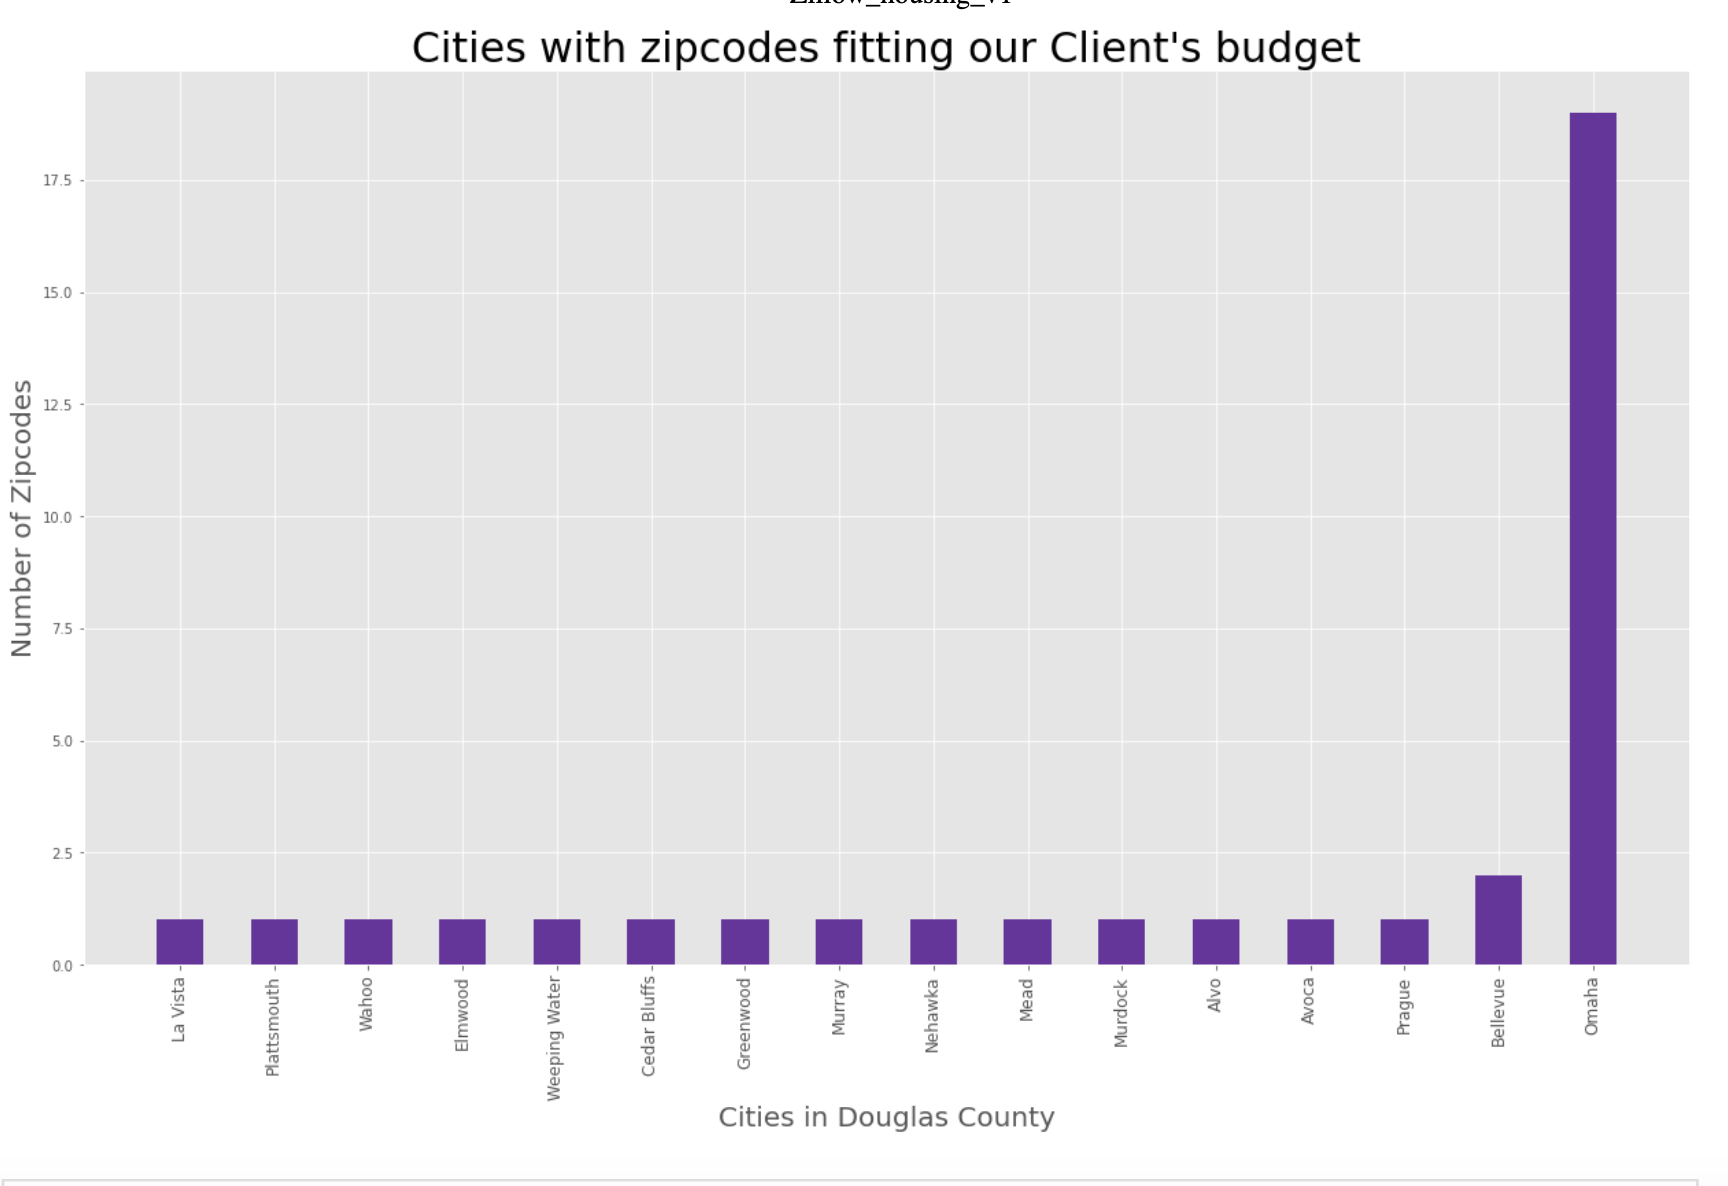 Cities with zipcodes fitting our Client's budget
Number of Zipcodes
17.5
15.0
12.5
10.0
7.5
5.0
2.5
0.0
La Vista
Plattsmouth
Wahoo
Elmwood
Weeping Water
Cedar Bluffs
Greenwood
Murray
Nehawka
Mead
Murdock
Alvo
Avoca
Prague
Bellevue
Omaha
Cities in Douglas County